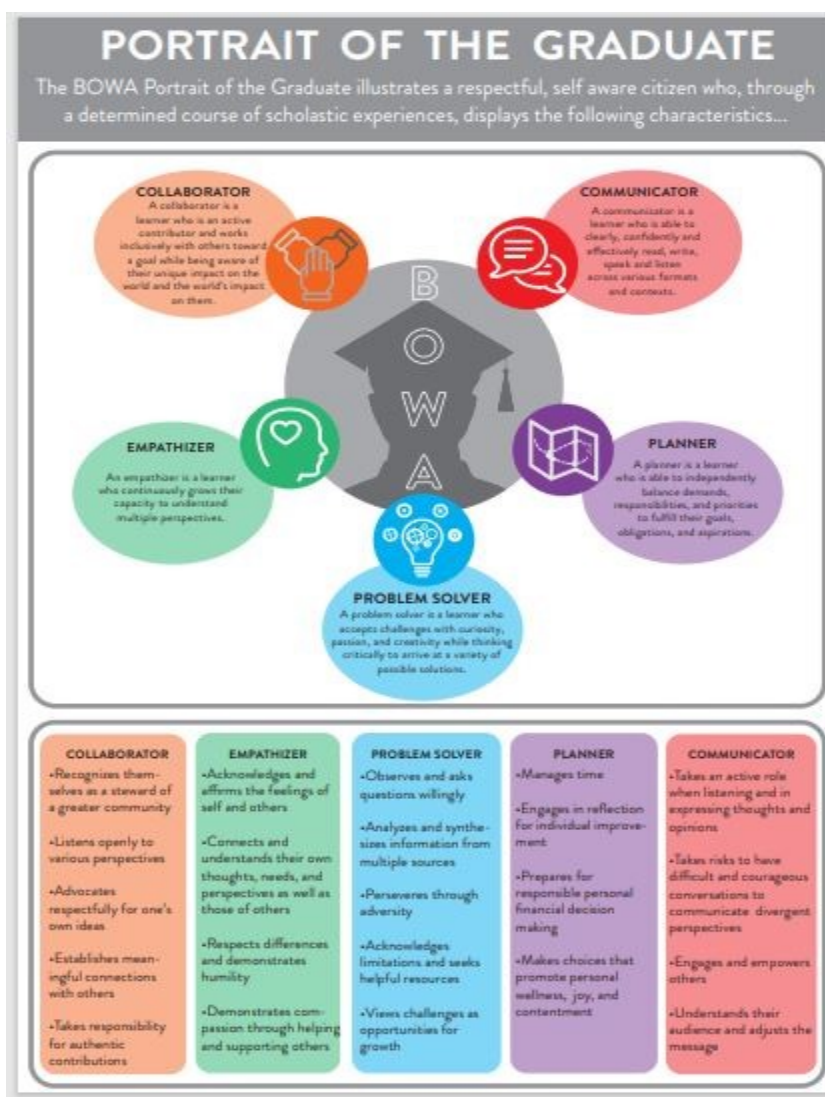 PORTRAIT OF THE GRADUATE
The BOWA Portrait of the Graduate illustrates a respectful, self aware citizen who, through
a determined course of scholastic experiences, displays the following characteristics...
COLLABORATOR
A collaborator is a
learner who is an active
contributor and works
inclusively with others toward
a goal while being aware of
their unique impact on the
world and the world's impact
on them.
COMMUNICATOR
A communicator is a
learner who is able to
clearly, confidently and
effectively read, write,
speak and listen
across various formats
and contexts.
B
O
W
A
EMPATHIZER
An empathizer is a learner
who continuously grows their
capacity to understand
multiple perspectives.
PLANNER
A planner is a learner
who is able to independently
balance demands,
responsibilities, and priorities
to fulfill their goals,
obligations, and aspirations.
PROBLEM SOLVER
A problem solver is a learner who
accepts challenges with curiosity,
passion, and creativity while thinking
critically to arrive at a variety of
possible solutions.
COLLABORATOR
•Recognizes them-
selves as a steward of
a greater community
•Listens openly to
various perspectives
•Advocates
respectfully for one's
own ideas
•Establishes mean-
ingful connections
with others
•Takes responsibility
for authentic
contributions
EMPATHIZER
•Acknowledges and
affirms the feelings of
self and others
•Connects and
understands their own
thoughts, needs, and
perspectives as well as
those of others
•Respects differences
and demonstrates
humility
•Demonstrates com-
passion through helping
and supporting others
PROBLEM SOLVER
•Observes and asks
questions willingly
•Analyzes and synthe-
sizes information from
multiple sources
•Perseveres through
adversity
•Acknowledges
limitations and seeks
helpful resources
•Views challenges as
opportunities for
growth
PLANNER
•Manages time
•Engages in reflection
for individual improve-
ment
•Prepares for
responsible personal
financial decision
making
•Makes choices that
promote personal
wellness, joy, and
contentment
COMMUNICATOR
•Takes an active role
when listening and in
expressing thoughts and
opinions
•Takes risks to have
difficult and courageous
conversations to
communicate divergent
perspectives
•Engages and empowers
others
•Understands their
audience and adjusts the
message